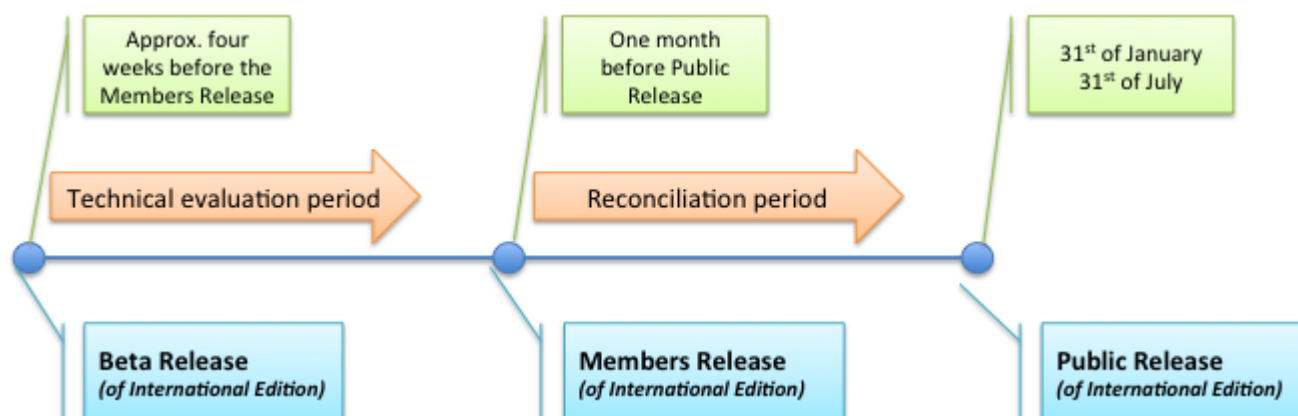 Approx. four
weeks before the
Members Release
One month
before Public
Release
31st of January
31st of July
Technical evaluation period
Reconciliation period
Beta Release
(of International Edition)
Members Release
(of International Edition)
Public Release
(of International Edition)